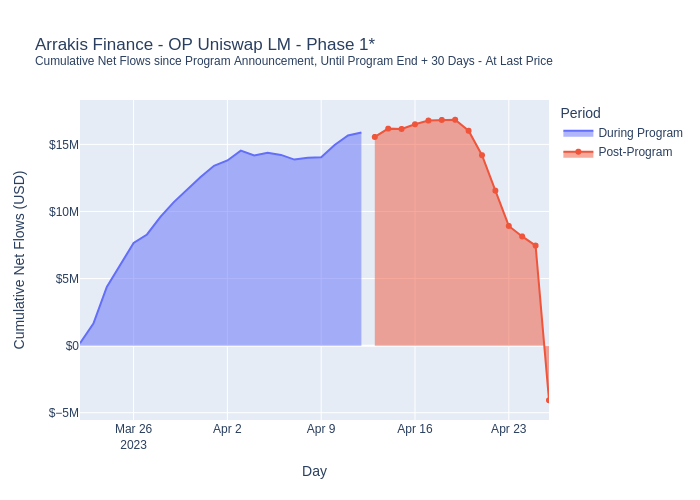 Arrakis Finance - OP Uniswap LM - Phase 1*
Cumulative Net Flows since Program Announcement, Until Program End + 30 Days - At Last Price
Period
During Program
Post-Program
Cumulative Net Flows (USD)
$15M
$10M
$5M
$0
$−5M
Mar 26
2023
Apr 2
Apr 9
Apr 16
Apr 23
Day